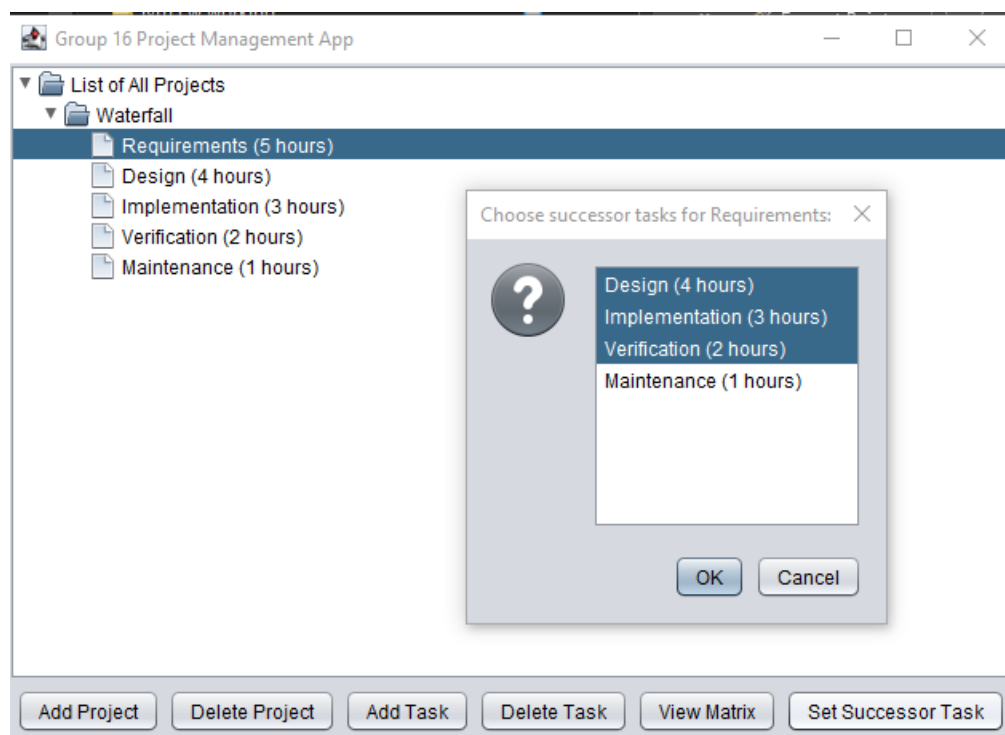 Group 16 Project Management App
List of All Projects
Waterfall
Requirements (5 hours)
Design (4 hours)
Implementation (3 hours)
Verification (2 hours)
Maintenance (1 hours)
Choose successor tasks for Requirements:
Design (4 hours)
Implementation (3 hours)
Verification (2 hours)
Maintenance (1 hours)
OK Cancel
Add Project Delete Project Add Task Delete Task View Matrix Set Successor Task